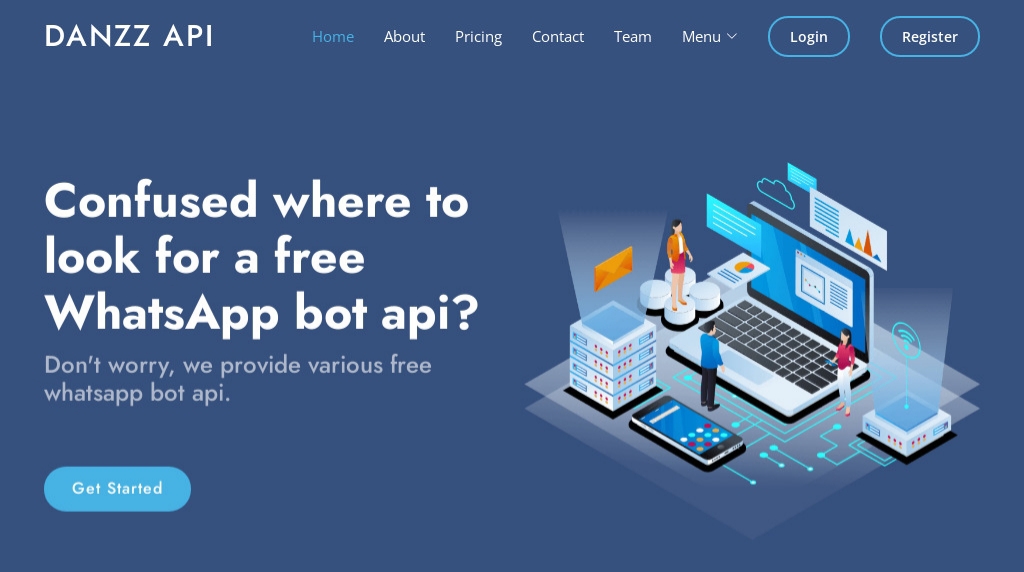 DANZZ API
Home
About
Pricing
Contact
Team
Menu
Login
Register
Confused where to
look for a free
WhatsApp bot api?
Don't worry, we provide various free
whatsapp bot api.
Get Started